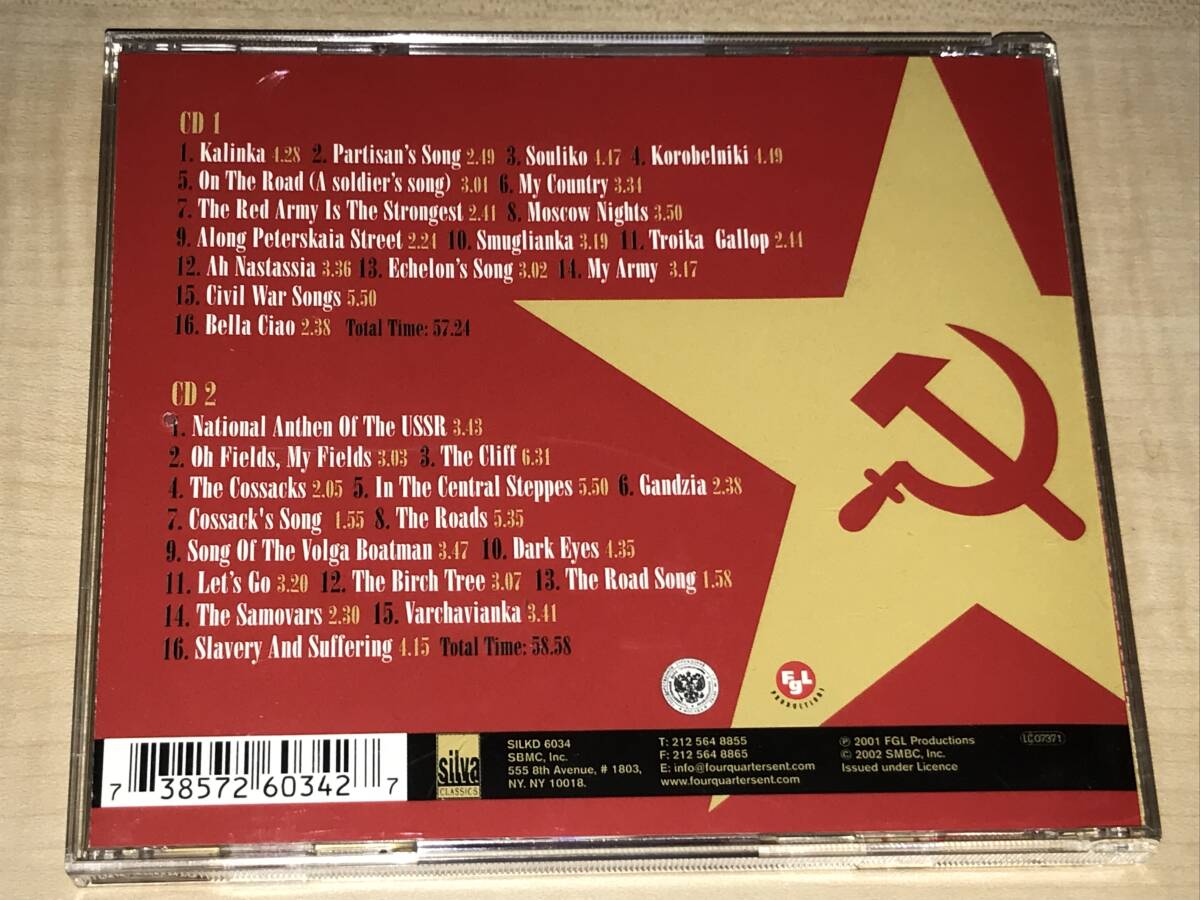 CD 1
1. Kalinka 4.28 2. Partisan's Song 2.49 3. Souliko 4.47 4. Korobelniki 4.49
5. On The Road (A soldier's song) 3.01 6. My Country 3.34
7. The Red Army Is The Strongest 2.41 8. Moscow Nights 3.50
9. Along Peterskaia Street 2.24 10. Smuglianka 3.19 11. Troika Gallop 2.44
12. Ah Nastassia 3.36 13. Echelon's Song 3.02 14. My Army 3.17
15. Civil War Songs 5.50
16. Bella Ciao 2.38 Total Time: 57.24
CD 2
1. National Anthen Of The USSR 3.43
2. Oh Fields, My Fields 3.03 3. The Cliff 6.31
4. The Cossacks 2.05 5. In The Central Steppes 5.50 6. Gandzia 2.38
7. Cossack's Song 1.55 8. The Roads 5.35
9. Song Of The Volga Boatman 3.47 10. Dark Eyes 4.35
11. Let's Go 3.20 12. The Birch Tree 3.07 13. The Road Song 1.58
14. The Samovars 2.30 15. Varchavianka 3.41
16. Slavery And Suffering 4.15 Total Time: 58.58
FgL
PRODUCTIONS
7 38572 60342 7
silva
CLASSICS
SILKD 6034
SBMC, Inc.
555 8th Avenue, # 1803,
NY. NY 10018.
T: 212 564 8855
F: 212 564 8865
E: info@fourquartersent.com
www.fourquartersent.com
℗ 2001 FGL Productions
© 2002 SMBC, Inc.
Issued under Licence
LC 07371